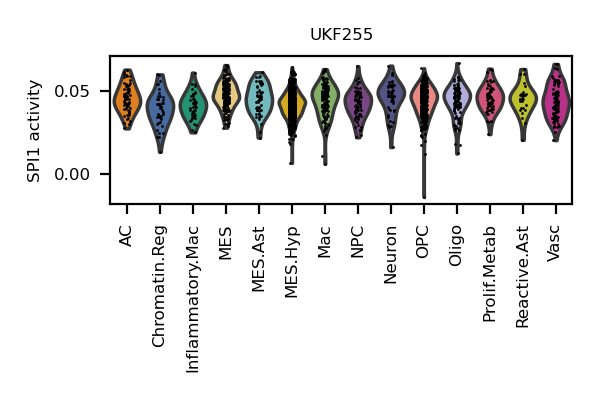 UKF255
SPI1 activity
0.05
0.00
AC
Chromatin.Reg
Inflammatory.Mac
MES
MES.Ast
MES.Hyp
Mac
NPC
Neuron
OPC
Oligo
Prolif.Metab
Reactive.Ast
Vasc